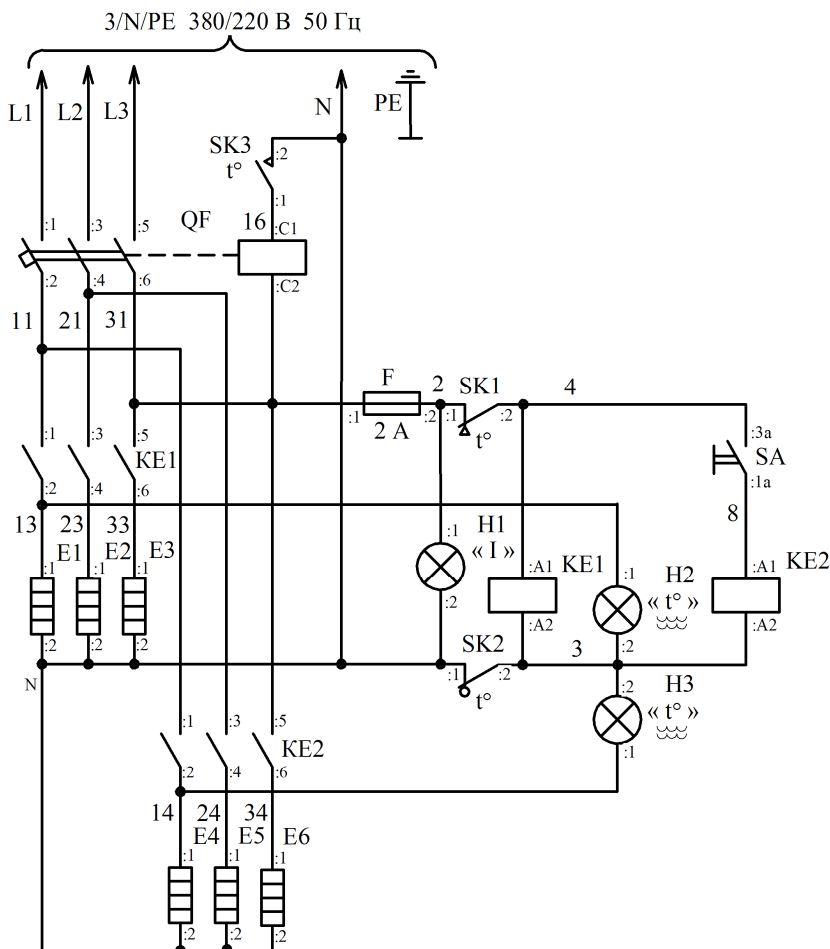 3/N/PE 380/220 В 50 Гц
L1 L2 L3 N PE
SK3 :2
t°
:1
QF 16 :C1
:1 :3 :5
:2 :4 :6 :C2
11 21 31
F 2 SK1 4
:1 :2 :1 :2
2 A t°
:3a
SA
:1a
8
:1 :3 :5
KE1
:2 :4 :6
13 23 33
E1 E2 E3
:1 :1 :1
:2 :2 :2
N
:1 H1
« I »
:2
:A1 KE1
:A2
:1 H2
« t° »
:2
:A1 KE2
:A2
SK2 3
:1 :2
t°
:2 H3
« t° »
:1
:1 :3 :5
KE2
:2 :4 :6
14 24 34
E4 E5 E6
:1 :1 :1
:2 :2 :2